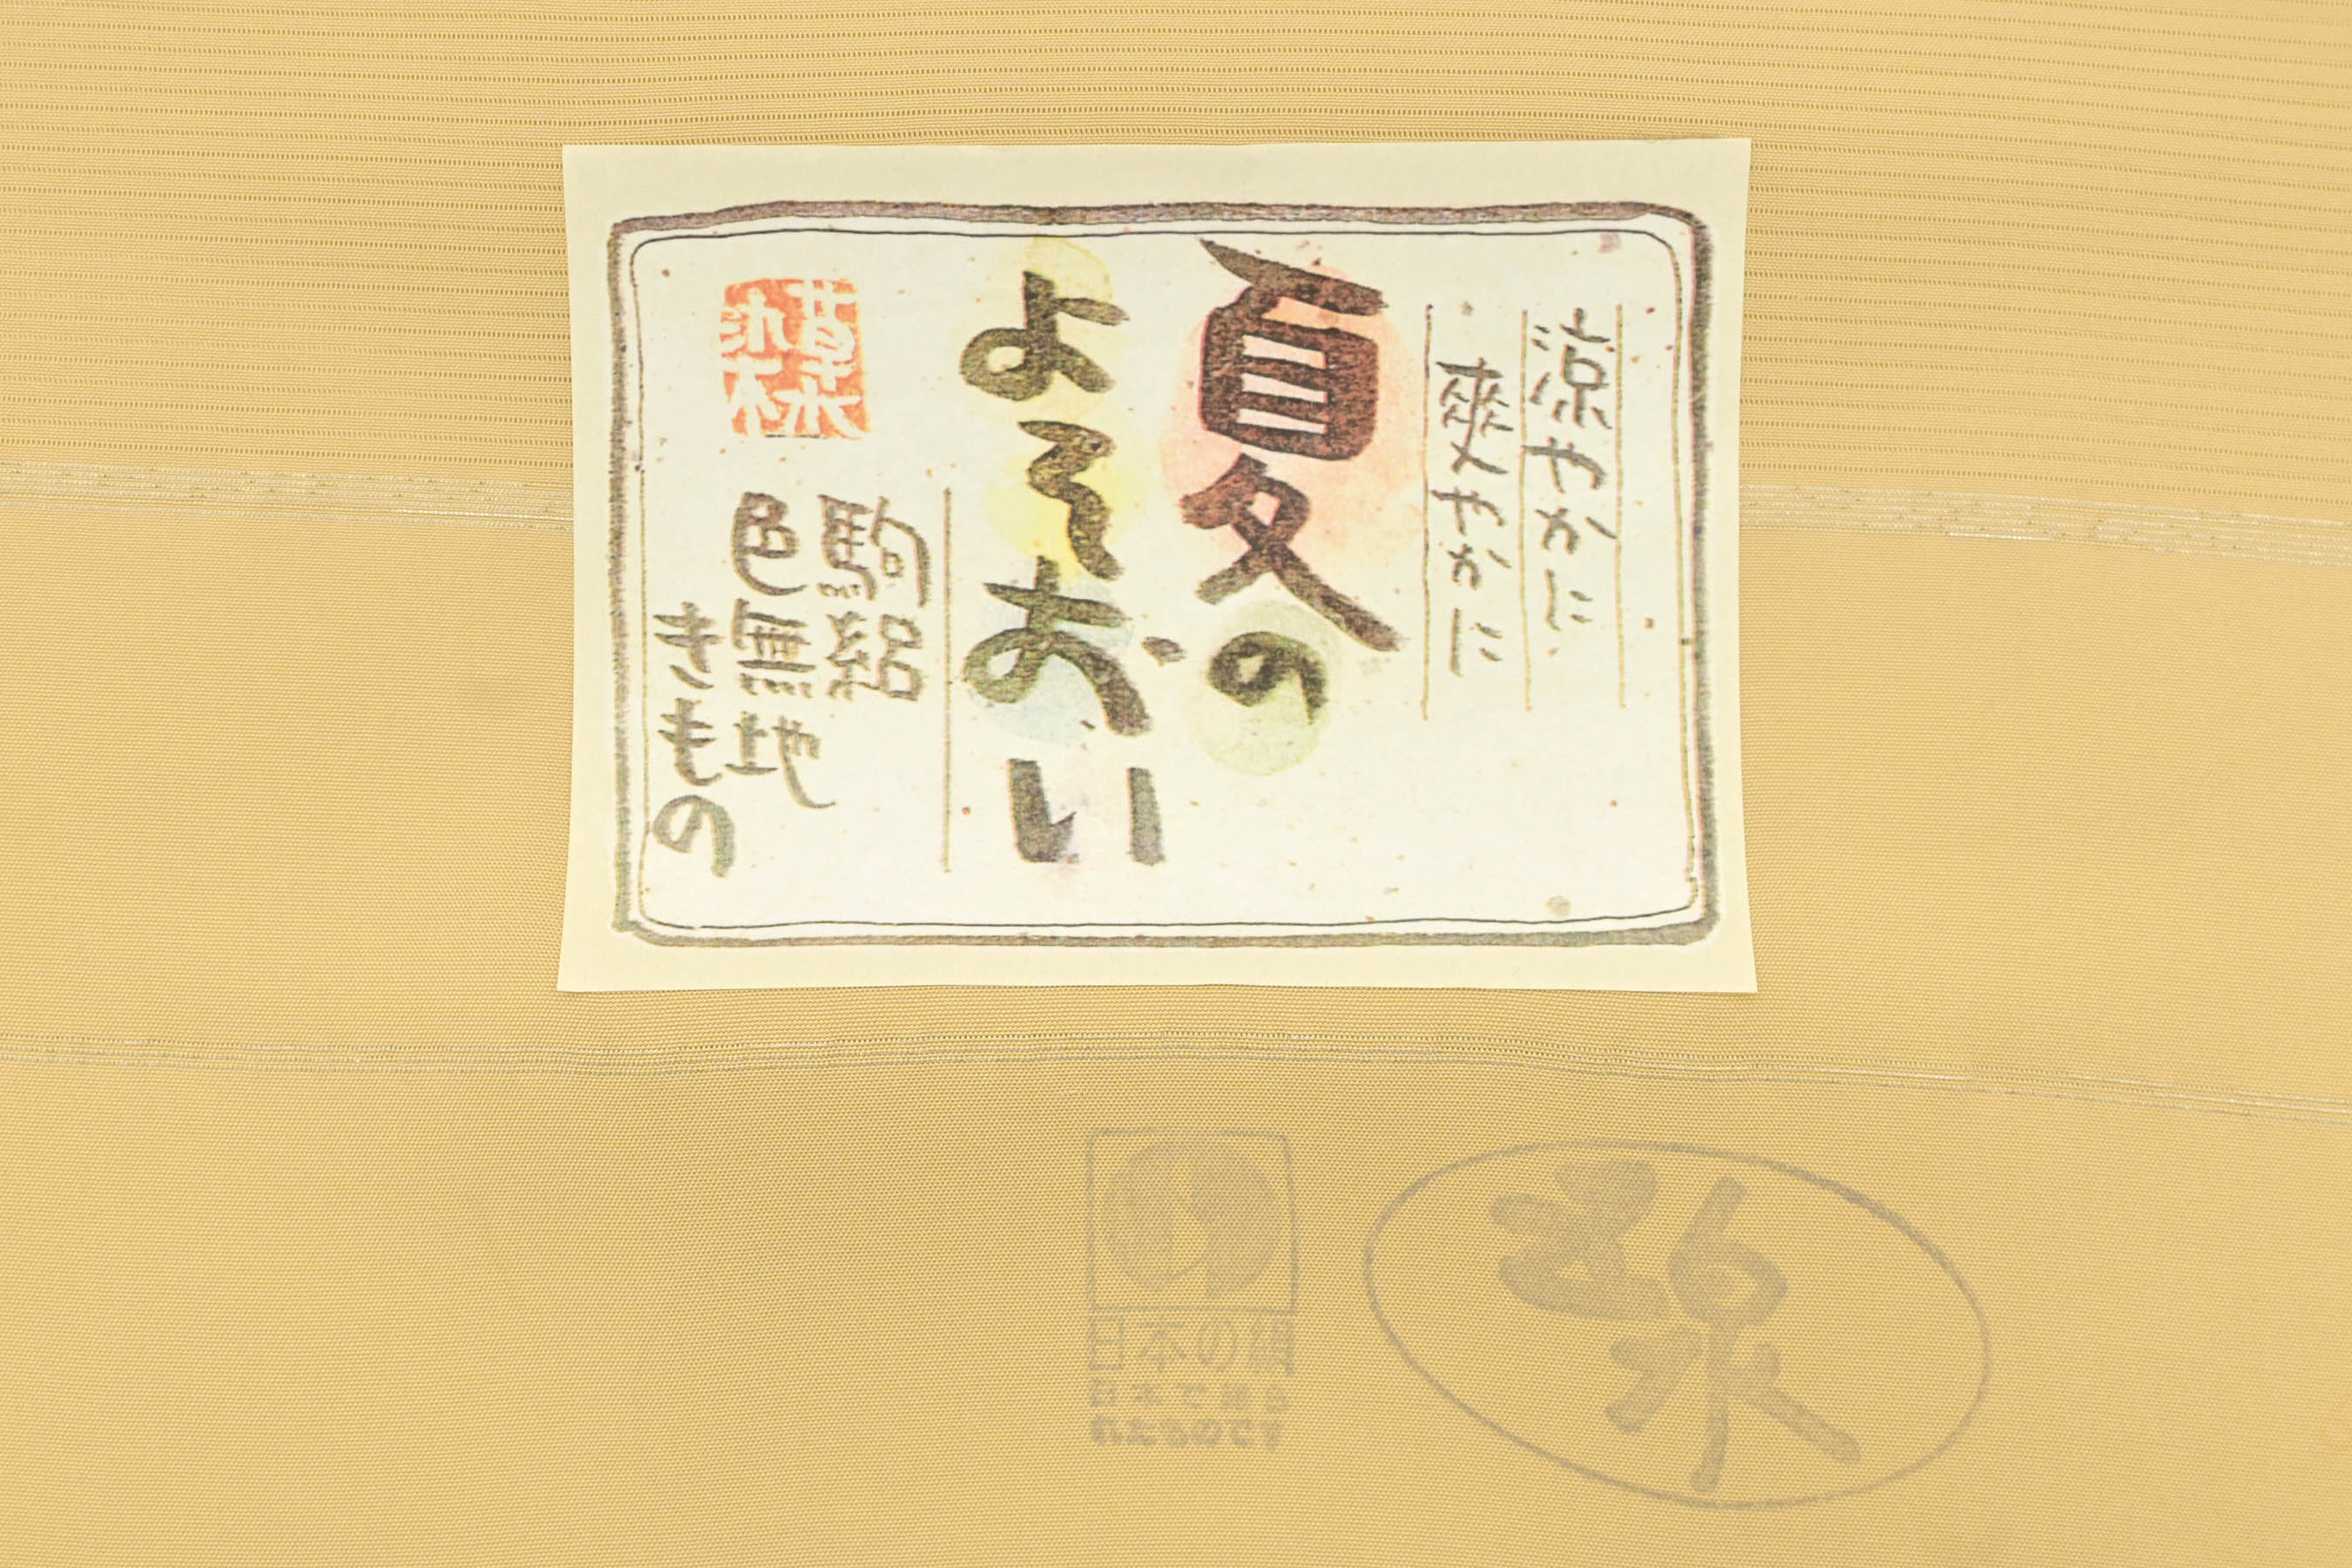 涼やかに
爽やかに
夏の
よそおい
駒絽
色無地
きもの
日本の絹